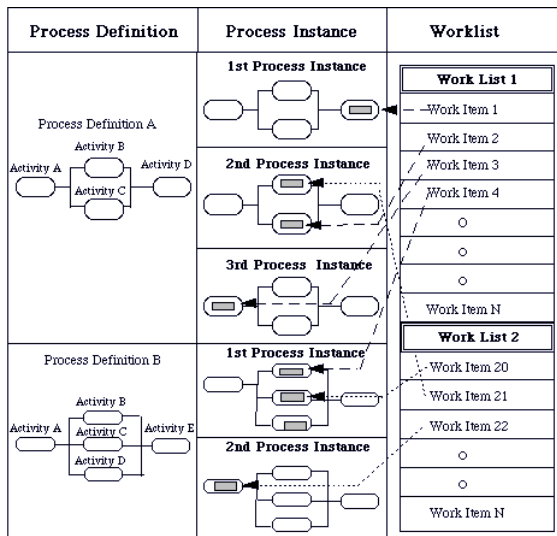 Process Definition
Process Instance
Worklist
Process Definition A
Activity A
Activity B
Activity C
Activity D
1st Process Instance
2nd Process Instance
3rd Process Instance
Process Definition B
Activity A
Activity B
Activity C
Activity D
Activity E
1st Process Instance
2nd Process Instance
Work List 1
Work Item 1
Work Item 2
Work Item 3
Work Item 4
Work Item N
Work List 2
Work Item 20
Work Item 21
Work Item 22
Work Item N